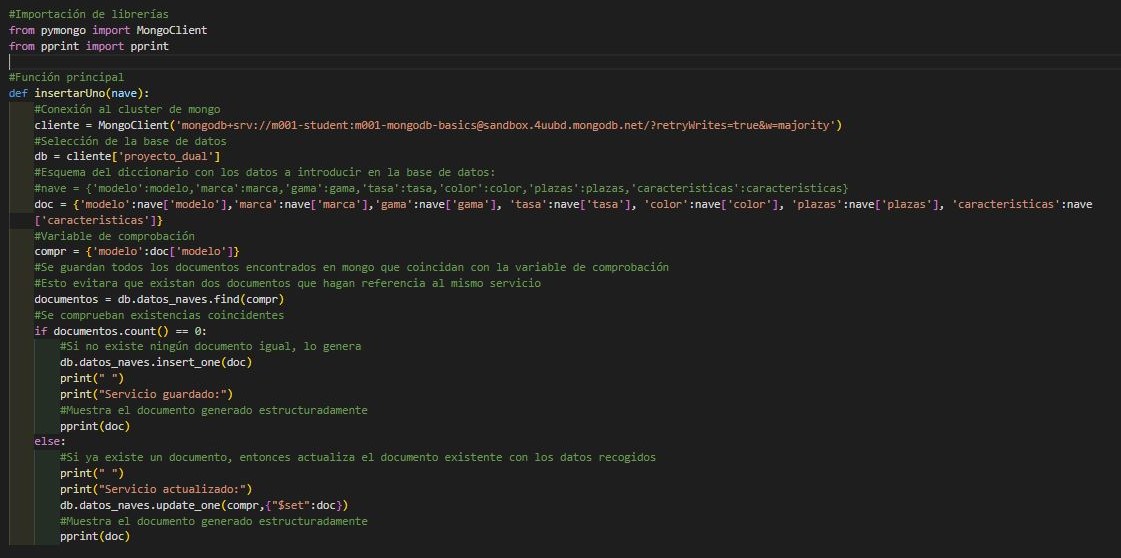 #Importación de librerías
from pymongo import MongoClient
from pprint import pprint
#Función principal
def insertarUno(nave):
#Conexión al cluster de mongo
cliente = MongoClient('mongodb+srv://m001-student:m001-mongodb-basics@sandbox.4uubd.mongodb.net/?retryWrites=true&w=majority')
#Selección de la base de datos
db = cliente['proyecto_dual']
#Esquema del diccionario con los datos a introducir en la base de datos:
#nave = {'modelo':modelo,'marca':marca,'gama':gama,'tasa':tasa,'color':color,'plazas':plazas,'caracteristicas':caracteristicas}
doc = {'modelo':nave['modelo'],'marca':nave['marca'],'gama':nave['gama'], 'tasa':nave['tasa'], 'color':nave['color'], 'plazas':nave['plazas'], 'caracteristicas':nave
['caracteristicas']}
#Variable de comprobación
compr = {'modelo':doc['modelo']}
#Se guardan todos los documentos encontrados en mongo que coincidan con la variable de comprobación
#Esto evitara que existan dos documentos que hagan referencia al mismo servicio
documentos = db.datos_naves.find(compr)
#Se comprueban existencias coincidentes
if documentos.count() == 0:
#Si no existe ningún documento igual, lo genera
db.datos_naves.insert_one(doc)
print(" ")
print("Servicio guardado:")
#Muestra el documento generado estructuradamente
pprint(doc)
else:
#Si ya existe un documento, entonces actualiza el documento existente con los datos recogidos
print(" ")
print("Servicio actualizado:")
db.datos_naves.update_one(compr,{"$set":doc})
#Muestra el documento generado estructuradamente
pprint(doc)